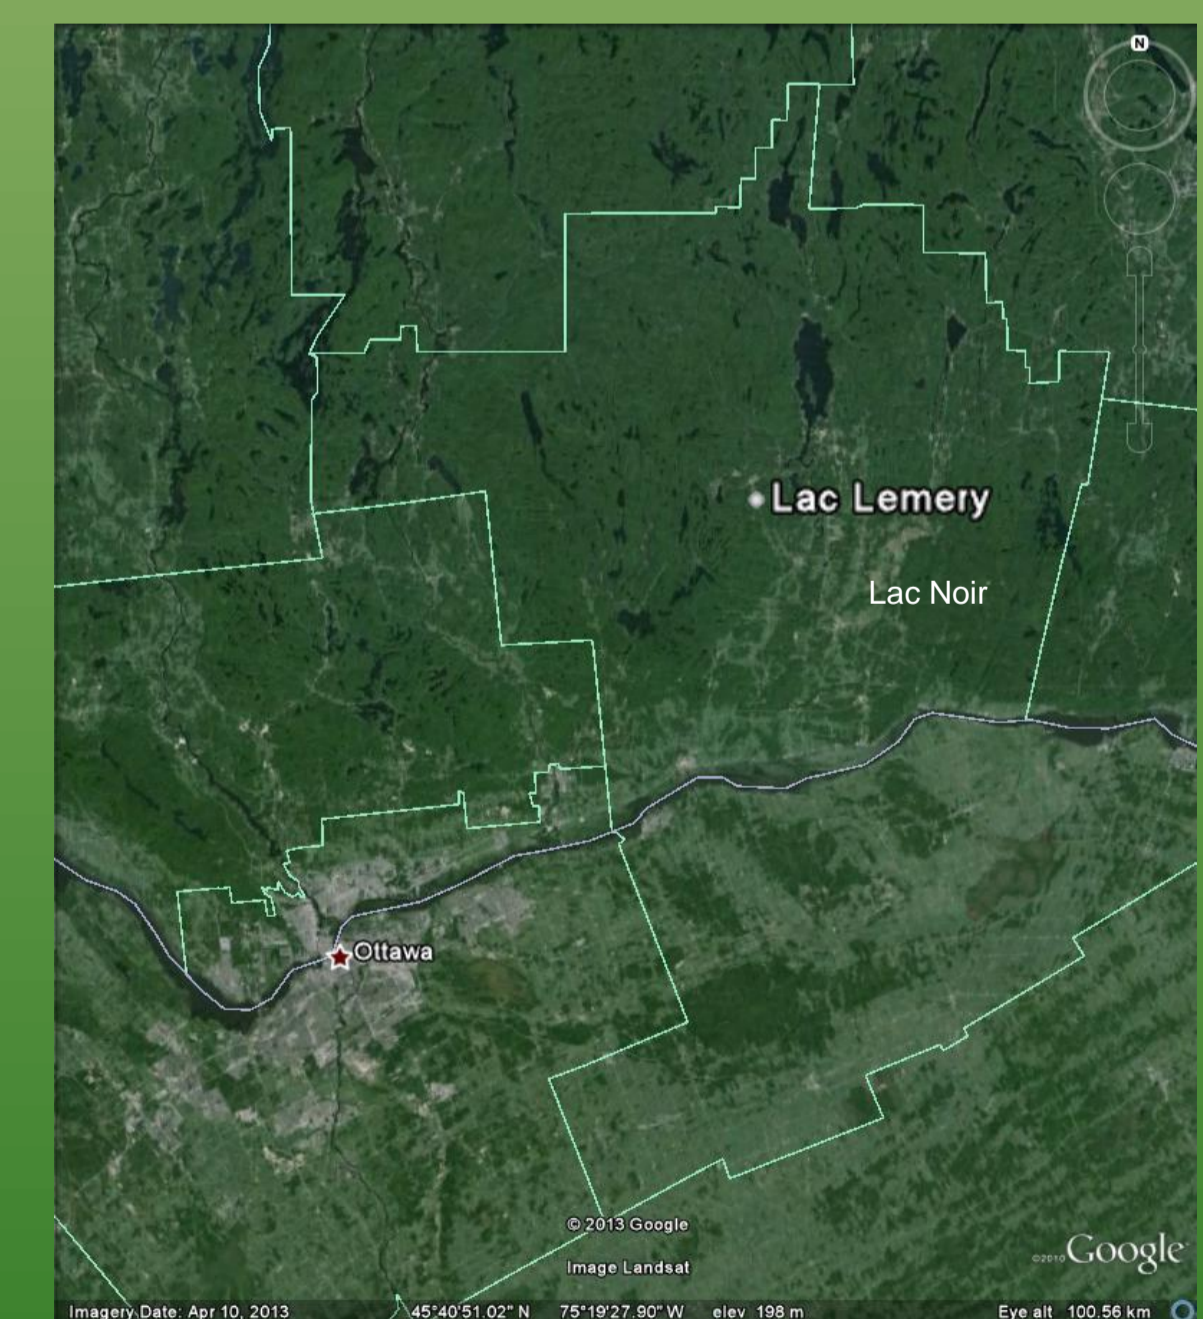 N
Lac Lemery
Lac Noir
Ottawa
© 2013 Google
Image Landsat
©2010 Google
Imagery Date: Apr 10, 2013 45°40'51.02" N 75°19'27.90" W elev 198 m Eye alt 100.56 km